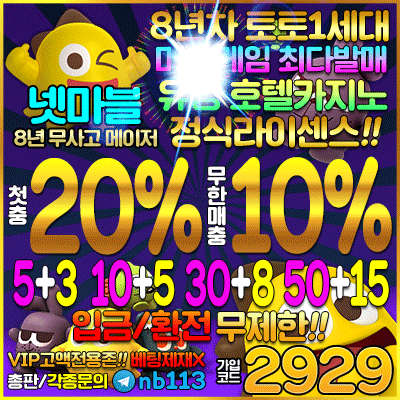 8년차 토토1세대
최다발매
넷마블
호텔카지노
8년 무사고 메이저
정식라이센스!!
첫충 20% 무한매충 10%
5+3 10+5 30+8 50+15
입금/환전 무제한!!
VIP고액전용존!! 베팅제재X
총판/각종문의 nb113
가입코드 2929